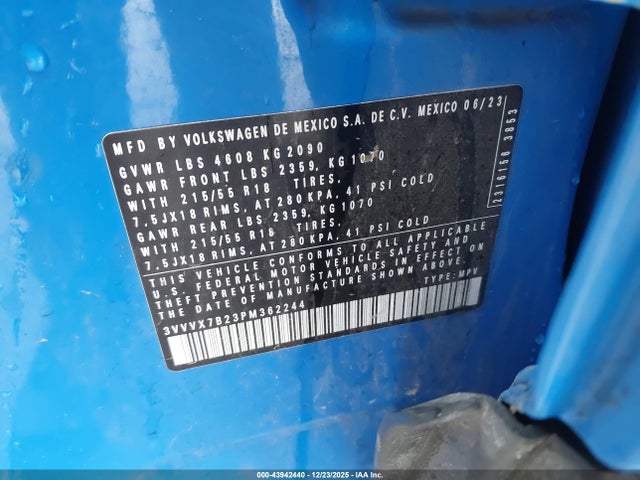 MFD BY VOLKSWAGEN DE MEXICO S.A. DE C.V. MEXICO 06/23
GVWR LBS 4608 KG 2090
GAWR FRONT LBS 2359, KG 1070
WITH 215/55 R18 TIRES,
7.5JX18 RIMS, AT 280 KPA, 41 PSI COLD
GAWR REAR LBS 2359, KG 1070
WITH 215/55 R18 TIRES,
7.5JX18 RIMS, AT 280 KPA, 41 PSI COLD
THIS VEHICLE CONFORMS TO ALL APPLICABLE
U.S. FEDERAL MOTOR VEHICLE SAFETY AND
THEFT PREVENTION STANDARDS IN EFFECT ON
THE DATE OF MANUFACTURE SHOWN ABOVE.
3VVVX7B23PM362244 TYPE: MPV
2310156 3853
000-43942440 - 12/23/2025 - IAA Inc.